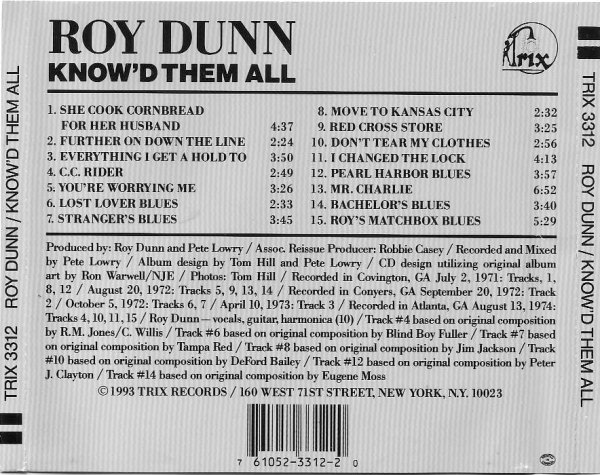 ROY DUNN
KNOW'D THEM ALL
Trix
1. SHE COOK CORNBREAD
FOR HER HUSBAND 4:37
2. FURTHER ON DOWN THE LINE 2:24
3. EVERYTHING I GET A HOLD TO 3:50
4. C.C. RIDER 2:49
5. YOU'RE WORRYING ME 3:26
6. LOST LOVER BLUES 2:33
7. STRANGER'S BLUES 3:45
8. MOVE TO KANSAS CITY 2:32
9. RED CROSS STORE 3:25
10. DON'T TEAR MY CLOTHES 2:56
11. I CHANGED THE LOCK 4:13
12. PEARL HARBOR BLUES 3:57
13. MR. CHARLIE 6:52
14. BACHELOR'S BLUES 3:40
15. ROY'S MATCHBOX BLUES 5:29
Produced by: Roy Dunn and Pete Lowry / Assoc. Reissue Producer: Robbie Casey / Recorded and Mixed
by Pete Lowry / Album design by Tom Hill and Pete Lowry / CD design utilizing original album
art by Ron Warwell/NJE / Photos: Tom Hill / Recorded in Covington, GA July 2, 1971: Tracks, 1,
8, 12 / August 20, 1972: Tracks 5, 9, 13, 14 / Recorded in Conyers, GA September 20, 1972: Track
2 / October 5, 1972: Tracks 6, 7 / April 10, 1973: Track 3 / Recorded in Atlanta, GA August 13, 1974:
Tracks 4, 10, 11, 15 / Roy Dunn—vocals, guitar, harmonica (10) / Track #4 based on original composition
by R.M. Jones/C. Willis / Track #6 based on original composition by Blind Boy Fuller / Track #7 based
on original composition by Tampa Red / Track #8 based on original composition by Jim Jackson / Track
#10 based on original composition by DeFord Bailey / Track #12 based on original composition by Peter
J. Clayton / Track #14 based on original composition by Eugene Moss
©1993 TRIX RECORDS / 160 WEST 71ST STREET, NEW YORK, N.Y. 10023
7 61052-3312-2 0
TRIX 3312 ROY DUNN / KNOW'D THEM ALL
TRIX 3312 ROY DUNN / KNOW'D THEM ALL